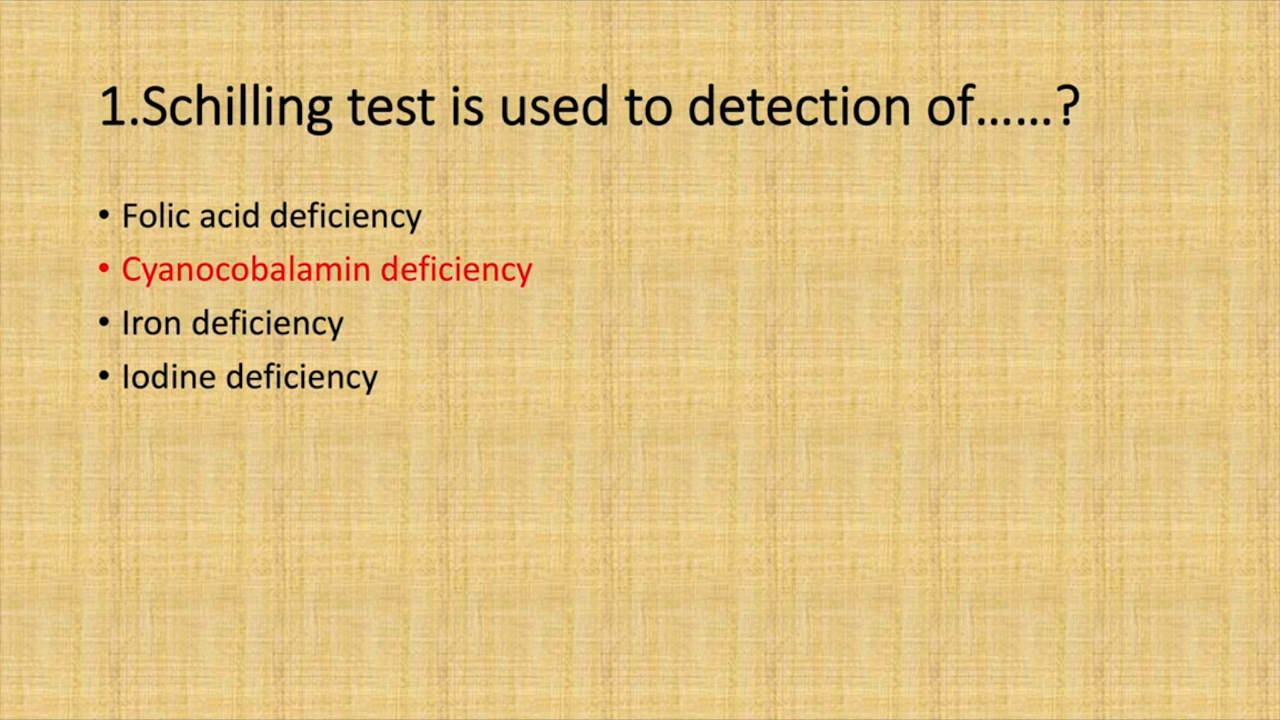 1.Schilling test is used to detection of……?
• Folic acid deficiency
• Cyanocobalamin deficiency
• Iron deficiency
• Iodine deficiency